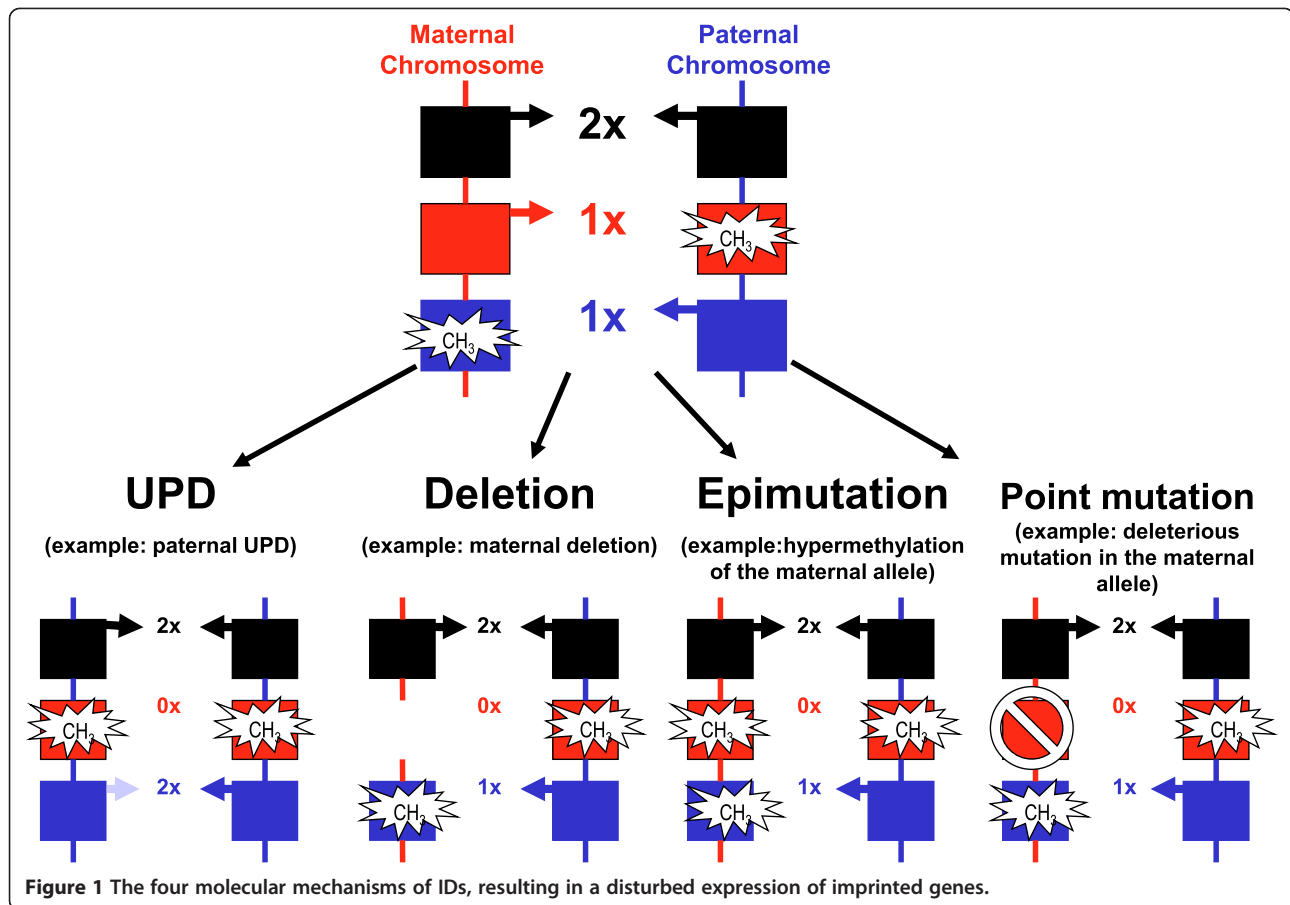 Maternal
Chromosome
Paternal
Chromosome
2x
1x
CH3
1x
CH3
UPD
(example: paternal UPD)
Deletion
(example: maternal deletion)
Epimutation
(example:hypermethylation
of the maternal allele)
Point mutation
(example: deleterious
mutation in the maternal
allele)
2x
2x
2x
2x
CH3
0x
CH3
0x
CH3
CH3
0x
CH3
0x
CH3
2x
CH3
1x
CH3
1x
CH3
1x
Figure 1 The four molecular mechanisms of IDs, resulting in a disturbed expression of imprinted genes.